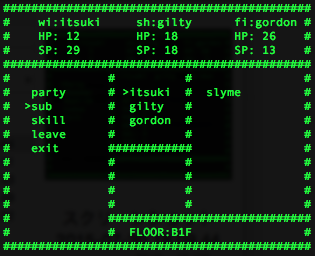 ############################################
#    wi:itsuki     sh:gilty      fi:gordon #
#    HP: 12        HP: 18        HP: 26    #
#    SP: 29        SP: 18        SP: 13    #
############################################
#              #          #                #
#   party      # >itsuki  #  slyme         #
#  >sub        #  gilty   #                #
#   skill      #  gordon  #                #
#   leave      #          #                #
#   exit       ############                #
#              #          #                #
#              #          #                #
#              #          #                #
#              #          #                #
#              #############################
#              #  FLOOR:B1F                #
############################################